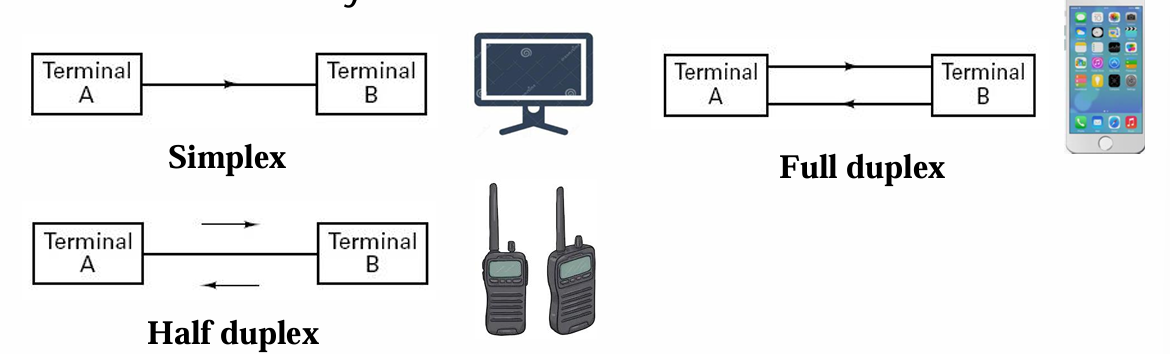 Terminal
A
Terminal
B
Simplex
Terminal
A
Terminal
B
Full duplex
Terminal
A
Terminal
B
Half duplex